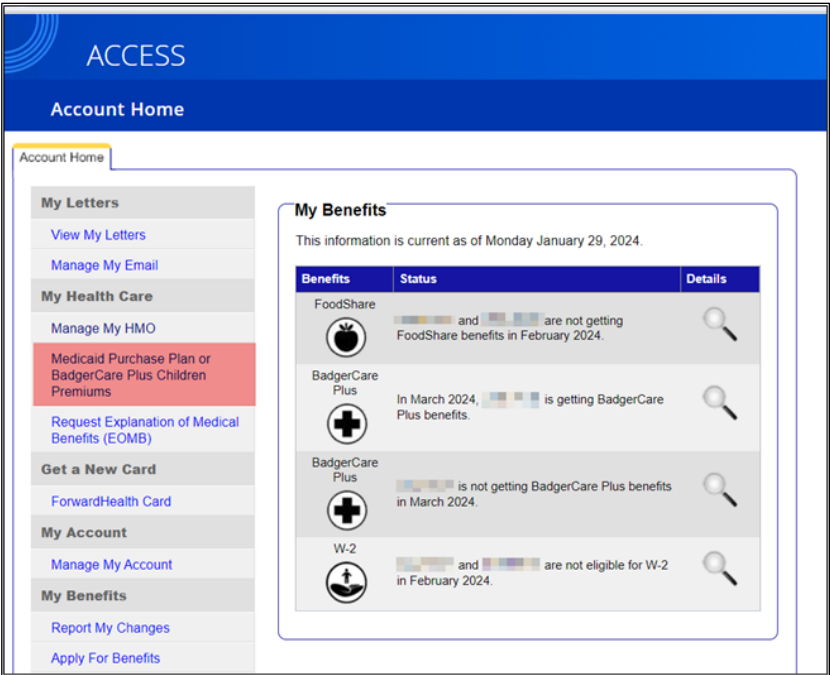 ACCESS
Account Home
Account Home
My Letters
View My Letters
Manage My Email
My Health Care
Manage My HMO
Medicaid Purchase Plan or
BadgerCare Plus Children
Premiums
Request Explanation of Medical
Benefits (EOMB)
Get a New Card
ForwardHealth Card
My Account
Manage My Account
My Benefits
Report My Changes
Apply For Benefits
My Benefits
This information is current as of Monday January 29, 2024.
Benefits Status Details
FoodShare
and are not getting
FoodShare benefits in February 2024.
BadgerCare
Plus
In March 2024, is getting BadgerCare
Plus benefits.
BadgerCare
Plus
is not getting BadgerCare Plus benefits
in March 2024.
W-2
and are not eligible for W-2
in February 2024.